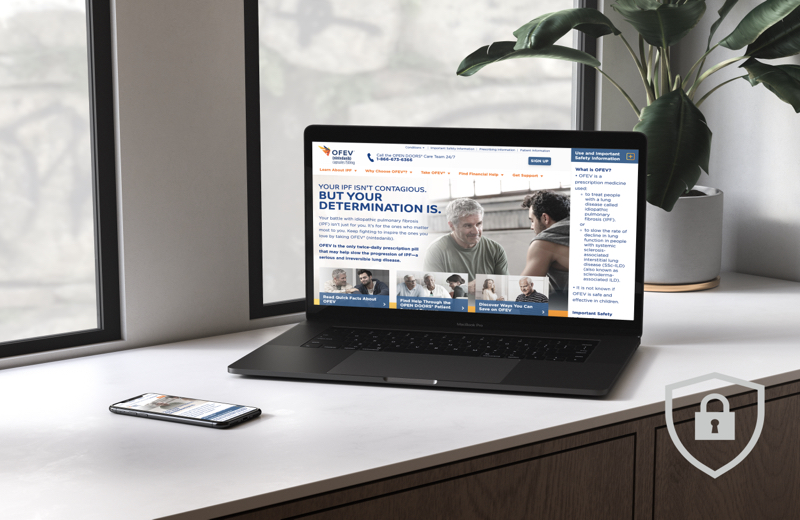 Conditions
Important Safety Information
Prescribing Information
Patient Information
OFEV
(nintedanib)
Call the OPEN DOORS® Care Team 24/7
1-866-673-6366
SIGN UP
Use and Important
Safety Information
Learn About IPF
Why Choose OFEV®?
Take OFEV®
Find Financial Help
Get Support
YOUR IPF ISN'T CONTAGIOUS.
BUT YOUR
DETERMINATION IS.
Your battle with idiopathic pulmonary fibrosis
(IPF) isn't just for you. It's for the ones who matter
most to you. Keep fighting to inspire the ones you
love by taking OFEV® (nintedanib).
OFEV® is the only twice-daily prescription pill
that may help slow the progression of IPF—a
serious and irreversible lung disease.
Read Quick Facts About
OFEV
Find Help Through the
OPEN DOORS® Patient
Discover Ways You Can
Save on OFEV
What is OFEV?
• OFEV is a
prescription medicine
used:
to treat people
with a lung
disease called
idiopathic
pulmonary
fibrosis (IPF).
or
to slow the rate of
decline in lung
function in people
with systemic
sclerosis-
associated
interstitial lung
disease (SSc-ILD)
(also known as
scleroderma-
associated ILD).
• It is not known if
OFEV is safe and
effective in children.
Important Safety
MacBook Pro